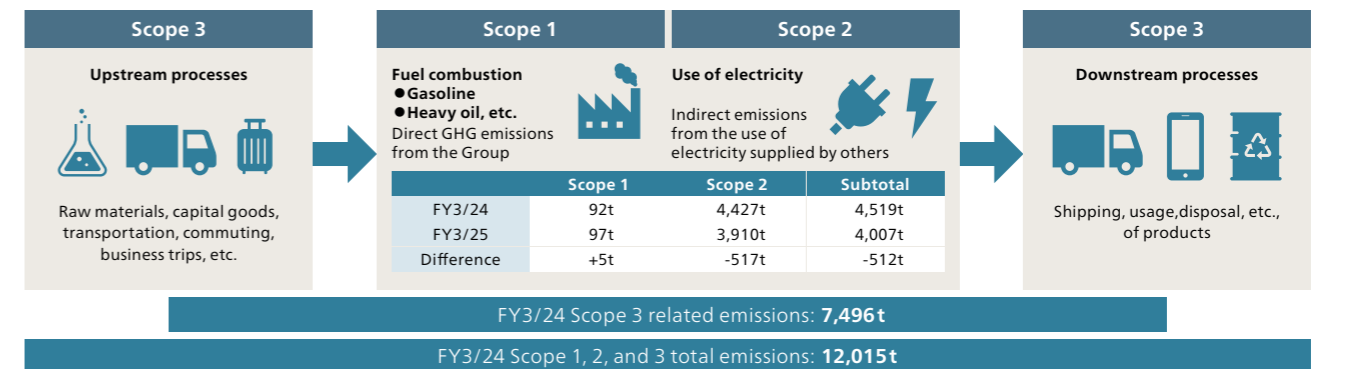 Scope 3
Upstream processes
Raw materials, capital goods,
transportation, commuting,
business trips, etc.
Scope 1
Fuel combustion
●Gasoline
●Heavy oil, etc.
Direct GHG emissions
from the Group
Scope 2
Use of electricity
Indirect emissions
from the use of
electricity supplied by others
Scope 1 Scope 2 Subtotal
FY3/24 92t 4,427t 4,519t
FY3/25 97t 3,910t 4,007t
Difference +5t -517t -512t
Scope 3
Downstream processes
Shipping, usage,disposal, etc.,
of products
FY3/24 Scope 3 related emissions: 7,496t
FY3/24 Scope 1, 2, and 3 total emissions: 12,015t